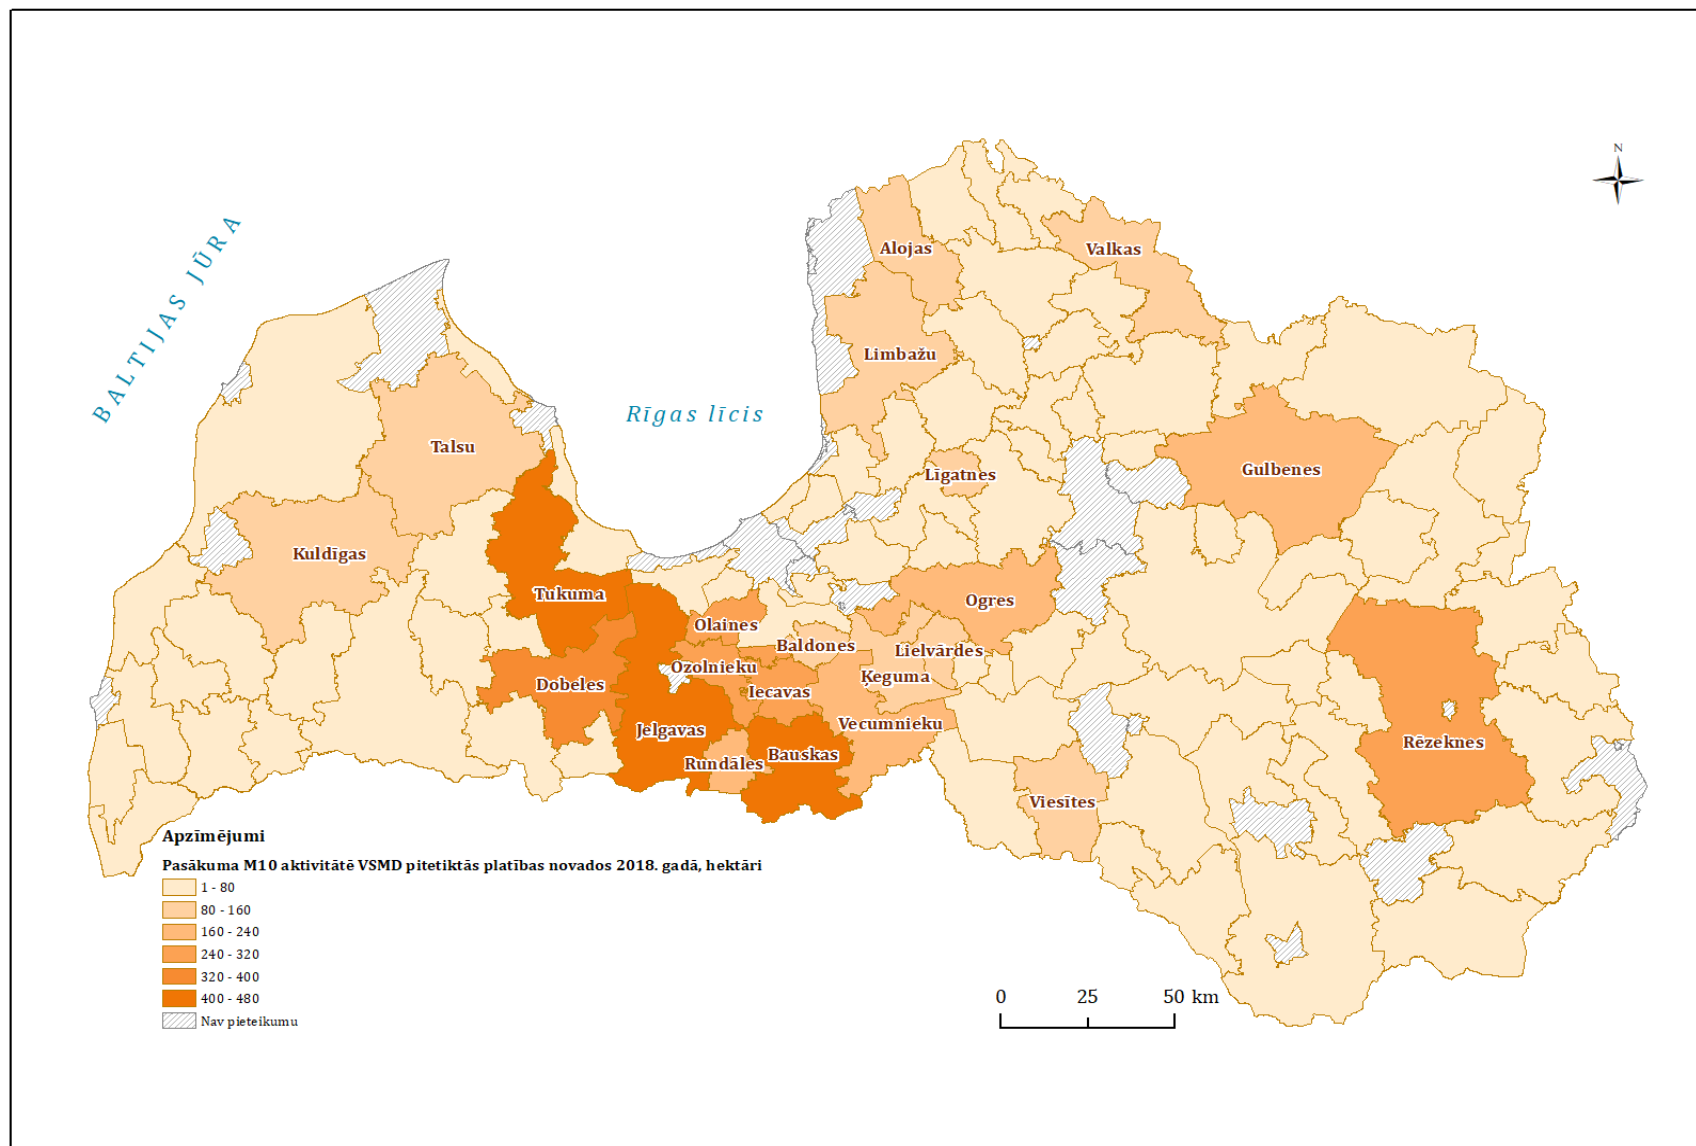 N
BALTIJAS JŪRA
Rīgas līcis
Alojas
Valkas
Limbažu
Talsu
Līgatnes
Gulbenes
Kuldīgas
Tukuma
Ogres
Olaines
Baldones
Lielvārdes
Ozolnieku
Ķeguma
Dobeles
Iecavas
Vecumnieku
Jelgavas
Rundāles
Bauskas
Rēzeknes
Viesītes
Apzīmējumi
Pasākuma M10 aktivitātē VSMD pitetiktās platības novados 2018. gadā, hektāri
1 - 80
80 - 160
160 - 240
240 - 320
320 - 400
400 - 480
Nav pieteikumu
0 25 50 km